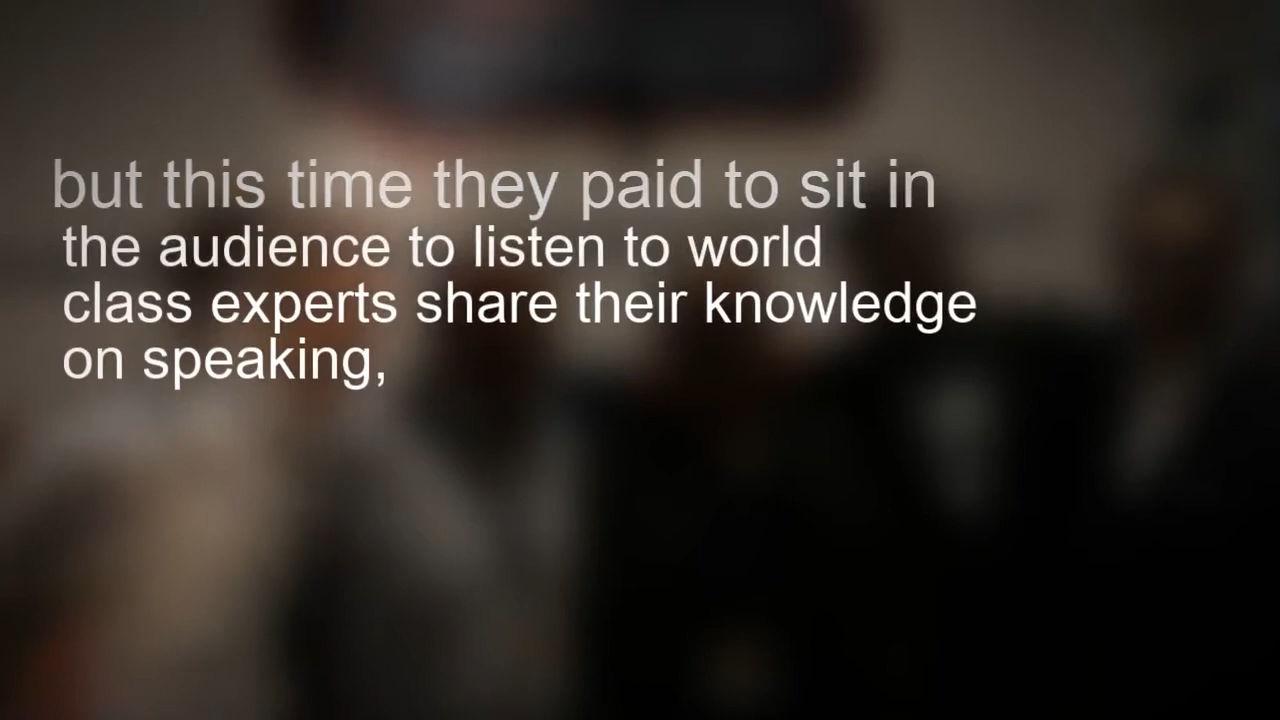 but this time they paid to sit in
the audience to listen to world
class experts share their knowledge
on speaking,